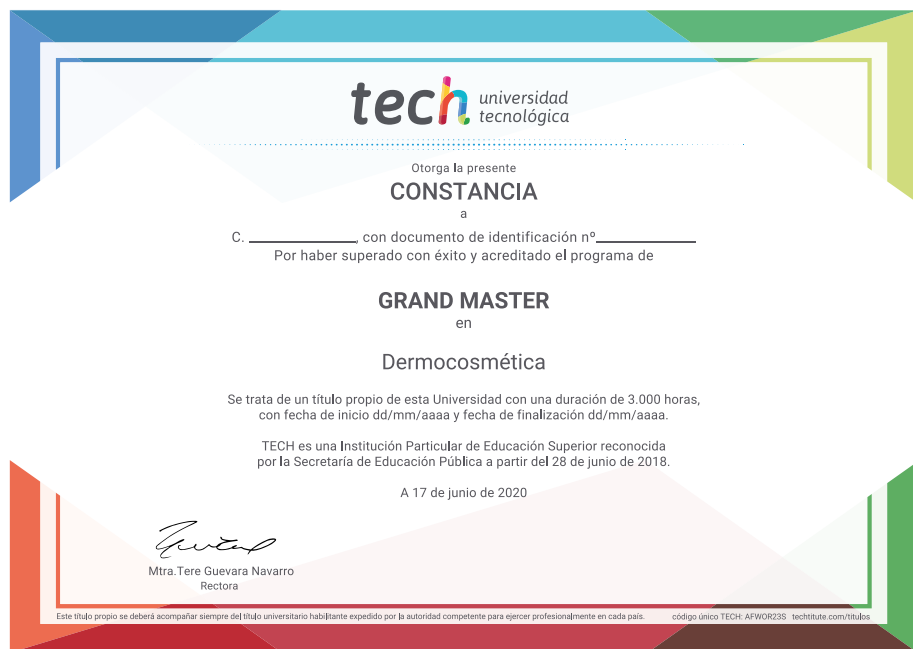 tech universidad
tecnológica
Otorga la presente
CONSTANCIA
a
C. ____________, con documento de identificación nº____________
Por haber superado con éxito y acreditado el programa de
GRAND MASTER
en
Dermocosmética
Se trata de un título propio de esta Universidad con una duración de 3.000 horas,
con fecha de inicio dd/mm/aaaa y fecha de finalización dd/mm/aaaa.
TECH es una Institución Particular de Educación Superior reconocida
por la Secretaría de Educación Pública a partir del 28 de junio de 2018.
A 17 de junio de 2020
Mtra.Tere Guevara Navarro
Rectora
Este título propio se deberá acompañar siempre del título universitario habilitante expedido por la autoridad competente para ejercer profesionalmente en cada país. código único TECH: AFWOR23S techtitute.com/titulos